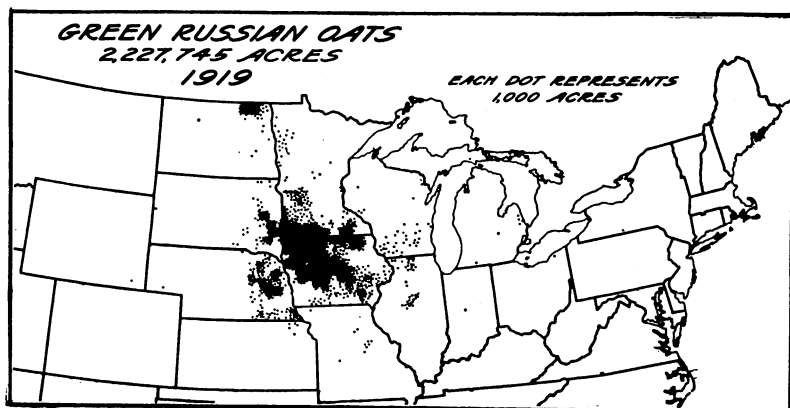 GREEN RUSSIAN OATS
2,227,745 ACRES
1919
EACH DOT REPRESENTS
1,000 ACRES